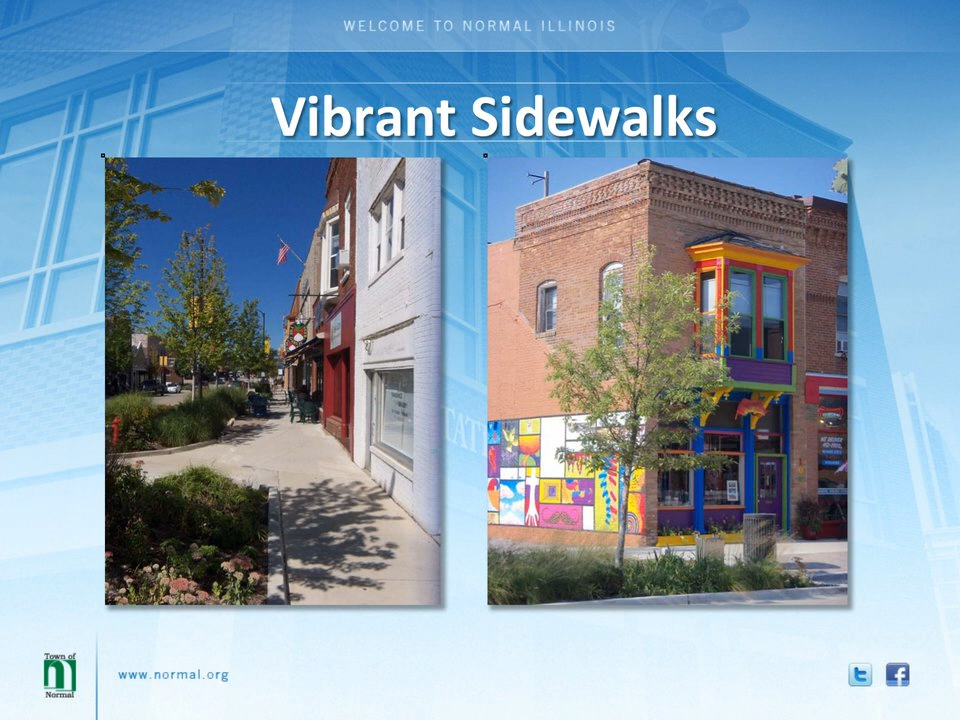 WELCOME TO NORMAL ILLINOIS
Vibrant Sidewalks
Town of
Normal
www.normal.org